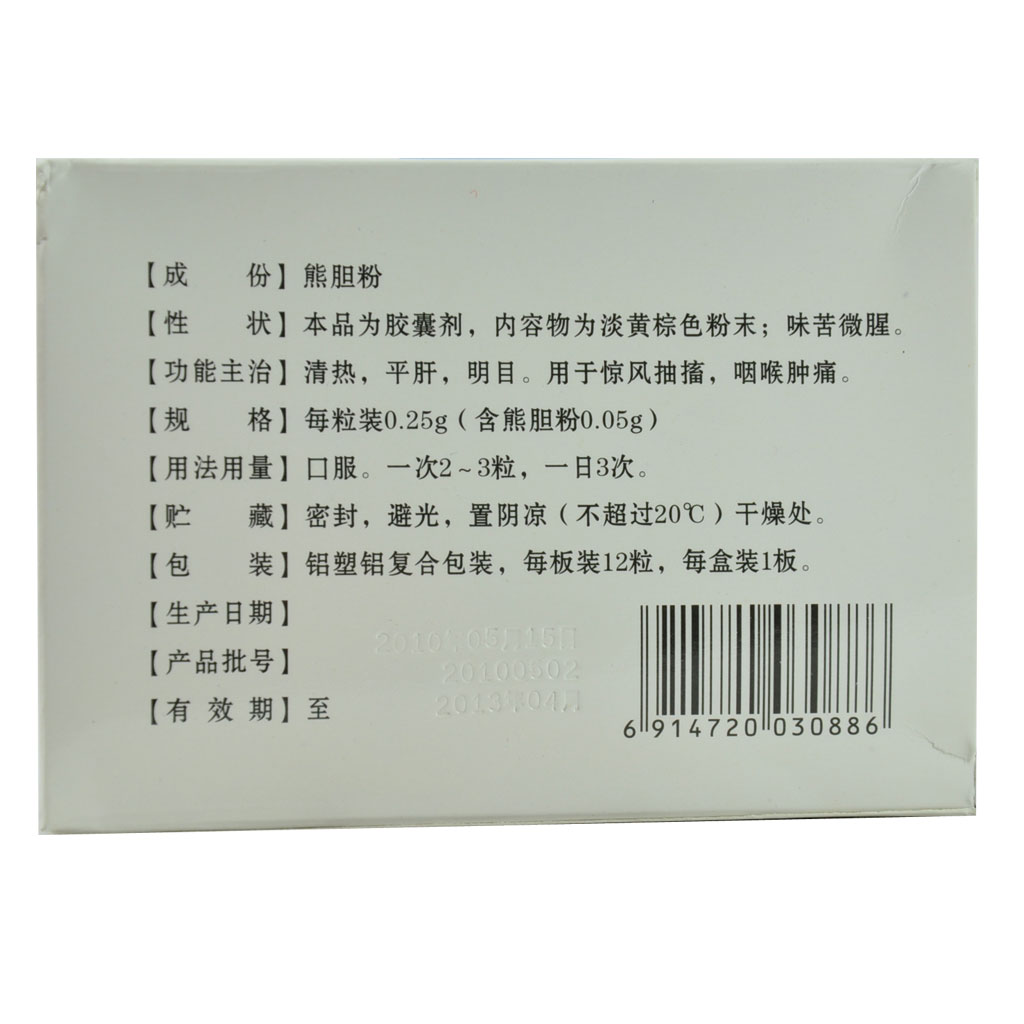 【成 份】熊胆粉
【性 状】本品为胶囊剂，内容物为淡黄棕色粉末；味苦微腥。
【功能主治】清热，平肝，明目。用于惊风抽搐，咽喉肿痛。
【规 格】每粒装0.25g（含熊胆粉0.05g）
【用法用量】口服。一次2~3粒，一日3次。
【贮 藏】密封，避光，置阴凉（不超过20℃）干燥处。
【包 装】铝塑铝复合包装，每板装12粒，每盒装1板。
【生产日期】2010年05月15日
【产品批号】20100502
【有 效 期】至 2013年04月
6 914720 030886